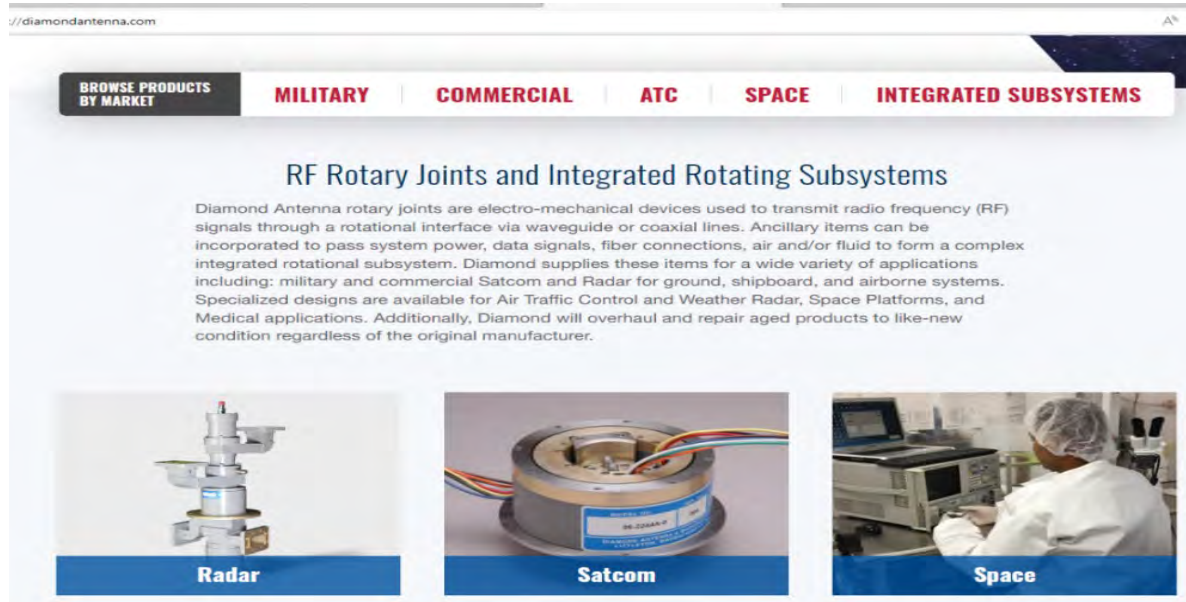 ://diamondantenna.com
BROWSE PRODUCTS
BY MARKET
MILITARY
COMMERCIAL
ATC
SPACE
INTEGRATED SUBSYSTEMS
RF Rotary Joints and Integrated Rotating Subsystems
Diamond Antenna rotary joints are electro-mechanical devices used to transmit radio frequency (RF)
signals through a rotational interface via waveguide or coaxial lines. Ancillary items can be
incorporated to pass system power, data signals, fiber connections, air and/or fluid to form a complex
integrated rotational subsystem. Diamond supplies these items for a wide variety of applications
including: military and commercial Satcom and Radar for ground, shipboard, and airborne systems.
Specialized designs are available for Air Traffic Control and Weather Radar, Space Platforms, and
Medical applications. Additionally, Diamond will overhaul and repair aged products to like-new
condition regardless of the original manufacturer.
Radar
Satcom
Space